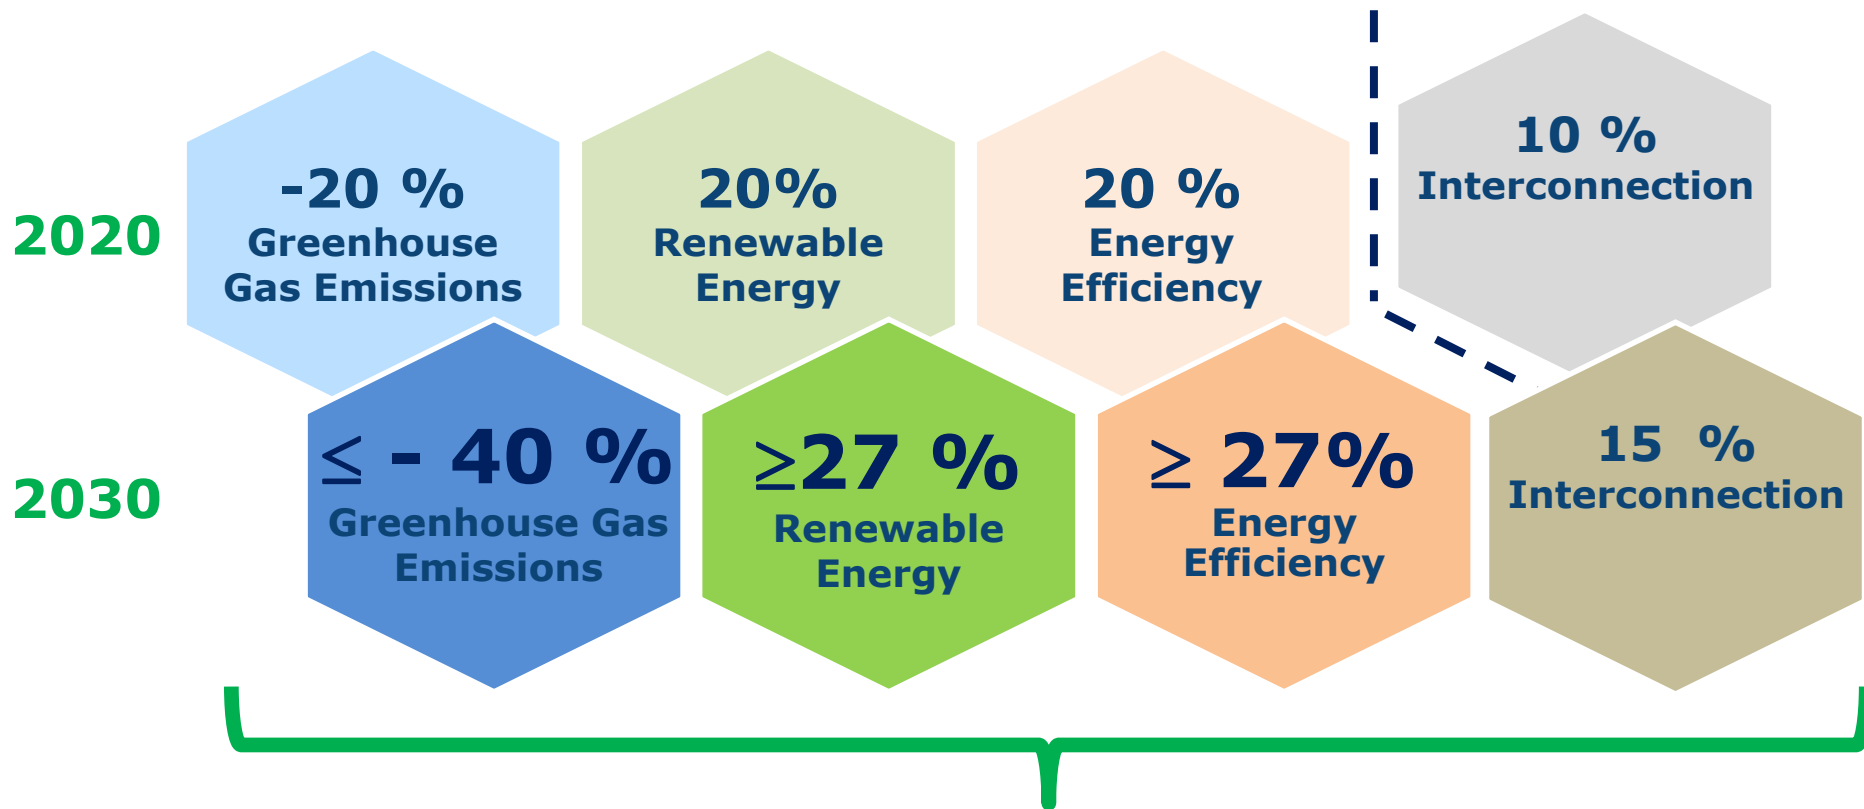 2020
-20 %
Greenhouse
Gas Emissions
20%
Renewable
Energy
20 %
Energy
Efficiency
10 %
Interconnection
2030
≤ - 40 %
Greenhouse Gas
Emissions
≥27 %
Renewable
Energy
≥ 27%
Energy
Efficiency
15 %
Interconnection